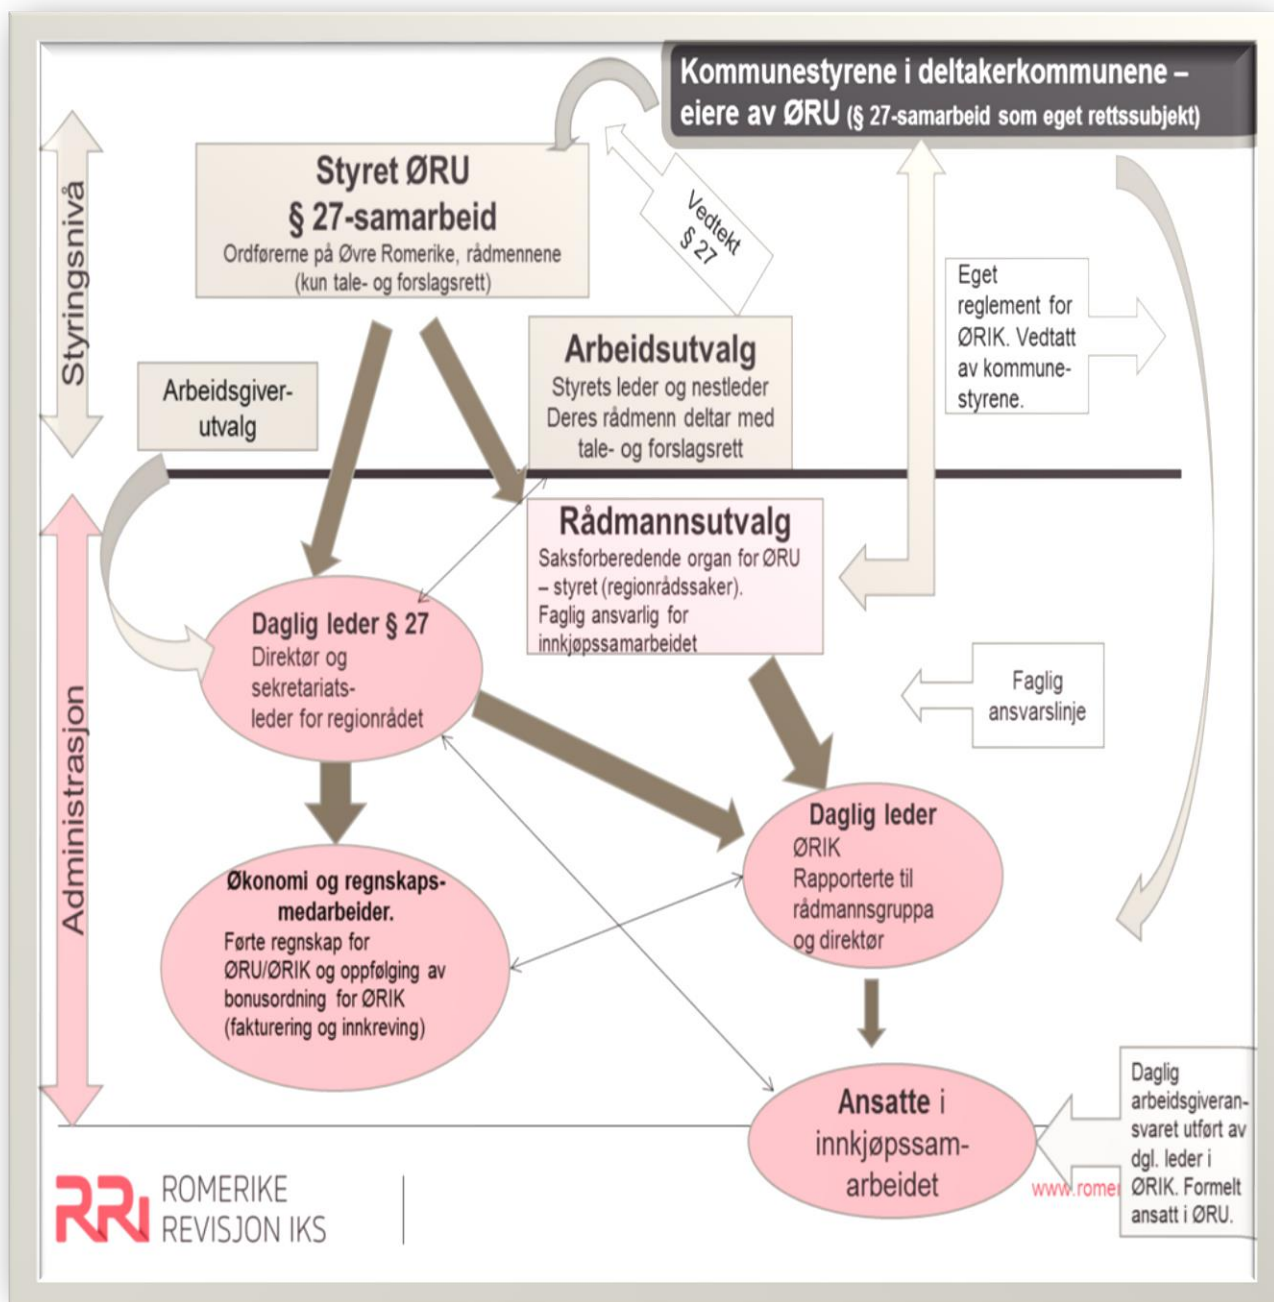 Kommunestyrene i deltakerkommunene –
eiere av ØRU (§ 27-samarbeid som eget rettssubjekt)
Styringsnivå
Styret ØRU
§ 27-samarbeid
Ordførerne på Øvre Romerike, rådmennene
(kun tale- og forslagsrett)
Vedtekt
§ 27
Eget
reglement for
ØRIK. Vedtatt
av kommune-
styrene.
Arbeidsutvalg
Styrets leder og nestleder
Deres rådmenn deltar med
tale- og forslagsrett
Arbeidsgiver-
utvalg
Administrasjon
Rådmannsutvalg
Saksforberedende organ for ØRU
– styret (regionrådssaker).
Faglig ansvarlig for
innkjøpssamarbeidet
Daglig leder § 27
Direktør og
sekretariats-
leder for regionrådet
Faglig
ansvarslinje
Daglig leder
ØRIK
Rapporterte til
rådmannsgruppa
og direktør
Økonomi og regnskaps-
medarbeider.
Førte regnskap for
ØRU/ØRIK og oppfølging av
bonusordning for ØRIK
(fakturering og innkreving)
Ansatte i
innkjøpssam-
arbeidet
Daglig
arbeidsgiveran-
svaret utført av
dgl. leder i
ØRIK. Formelt
ansatt i ØRU.
www.romer
RRI ROMERIKE
REVISJON IKS